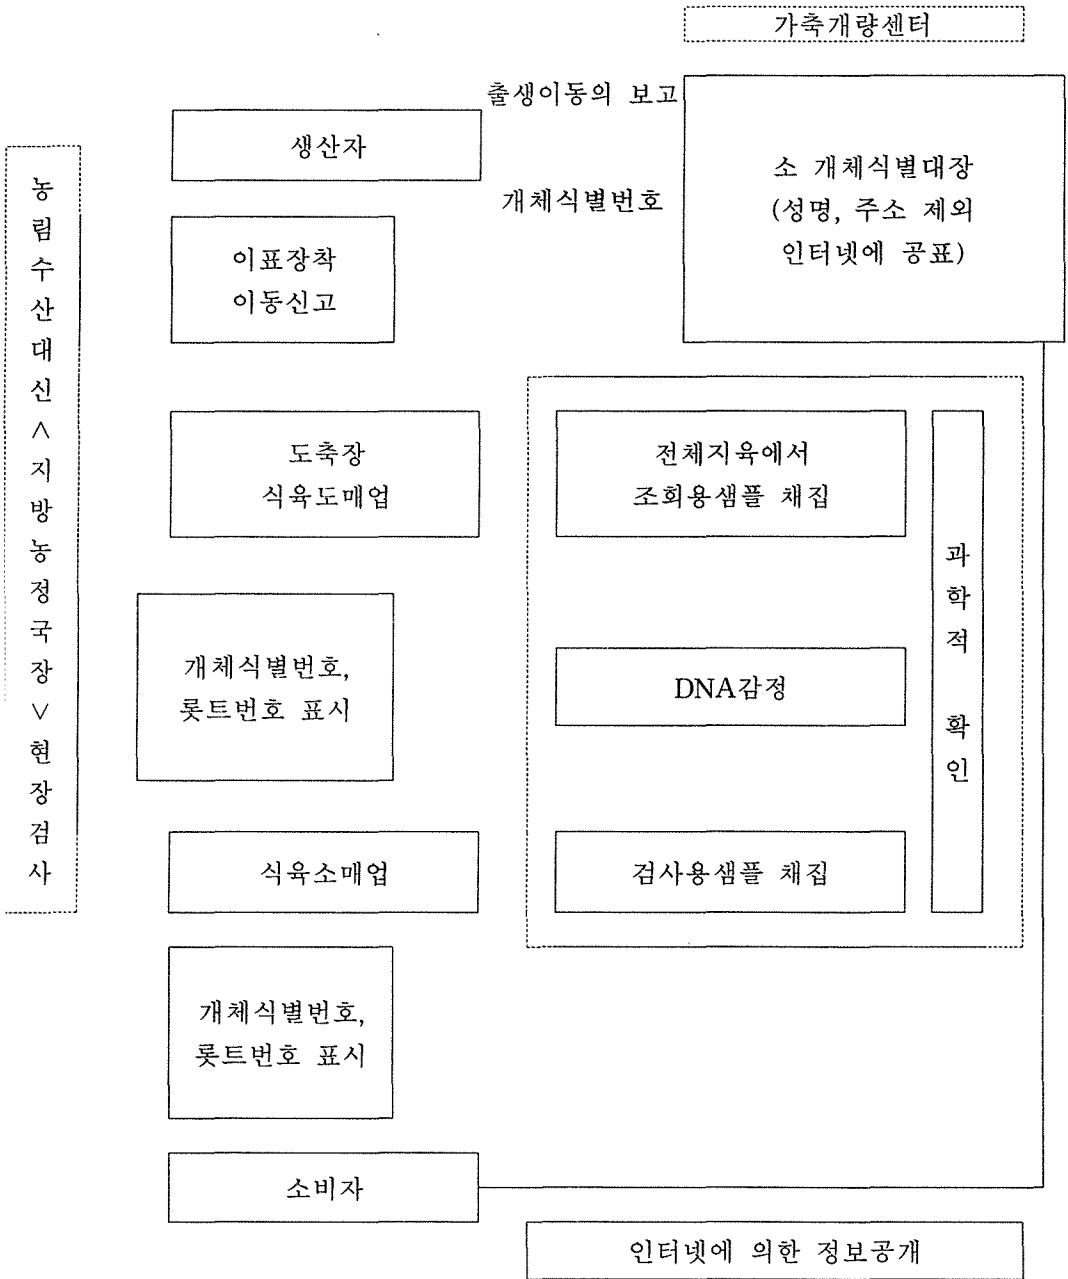 가축개량센터
출생이동의 보고
생산자
개체식별번호
소 개체식별대장
(성명, 주소 제외
인터넷에 공표)
농림수산대신∧지방농정국장∨현장검사
이표장착
이동신고
도축장
식육도매업
전체지육에서
조회용샘플 채집
과학적 확인
개체식별번호,
롯트번호 표시
DNA감정
식육소매업
검사용샘플 채집
개체식별번호,
롯트번호 표시
소비자
인터넷에 의한 정보공개